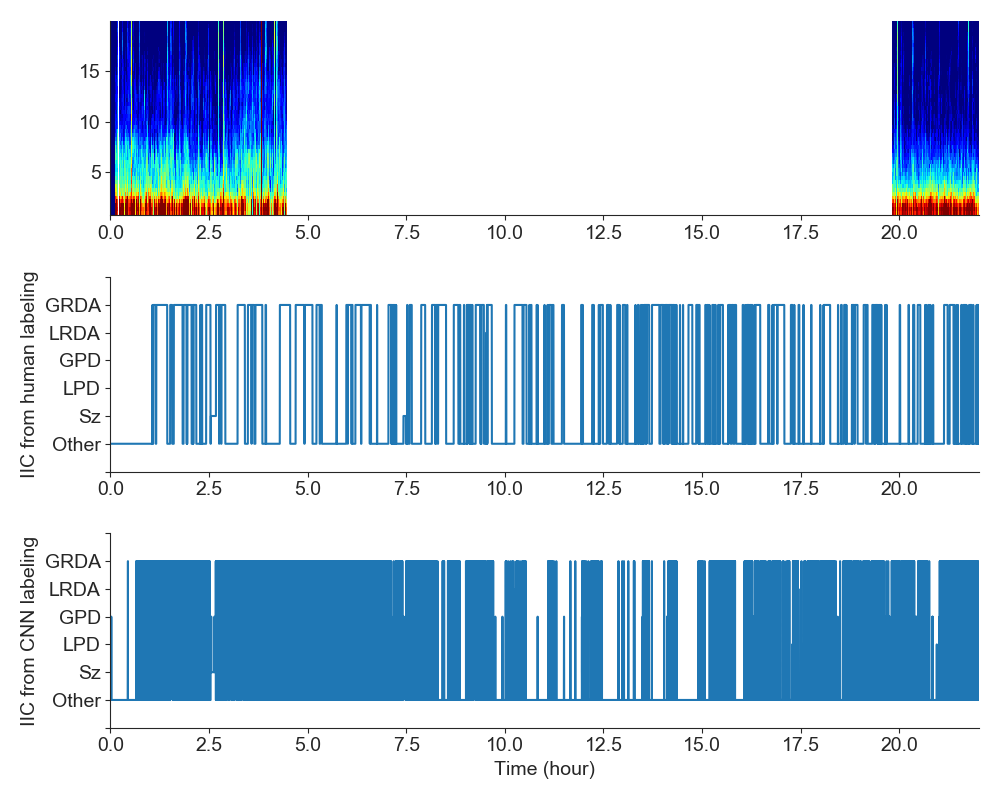 15
10
5
0.0 2.5 5.0 7.5 10.0 12.5 15.0 17.5 20.0
IIC from human labeling
GRDA
LRDA
GPD
LPD
Sz
Other
0.0 2.5 5.0 7.5 10.0 12.5 15.0 17.5 20.0
IIC from CNN labeling
GRDA
LRDA
GPD
LPD
Sz
Other
0.0 2.5 5.0 7.5 10.0 12.5 15.0 17.5 20.0
Time (hour)